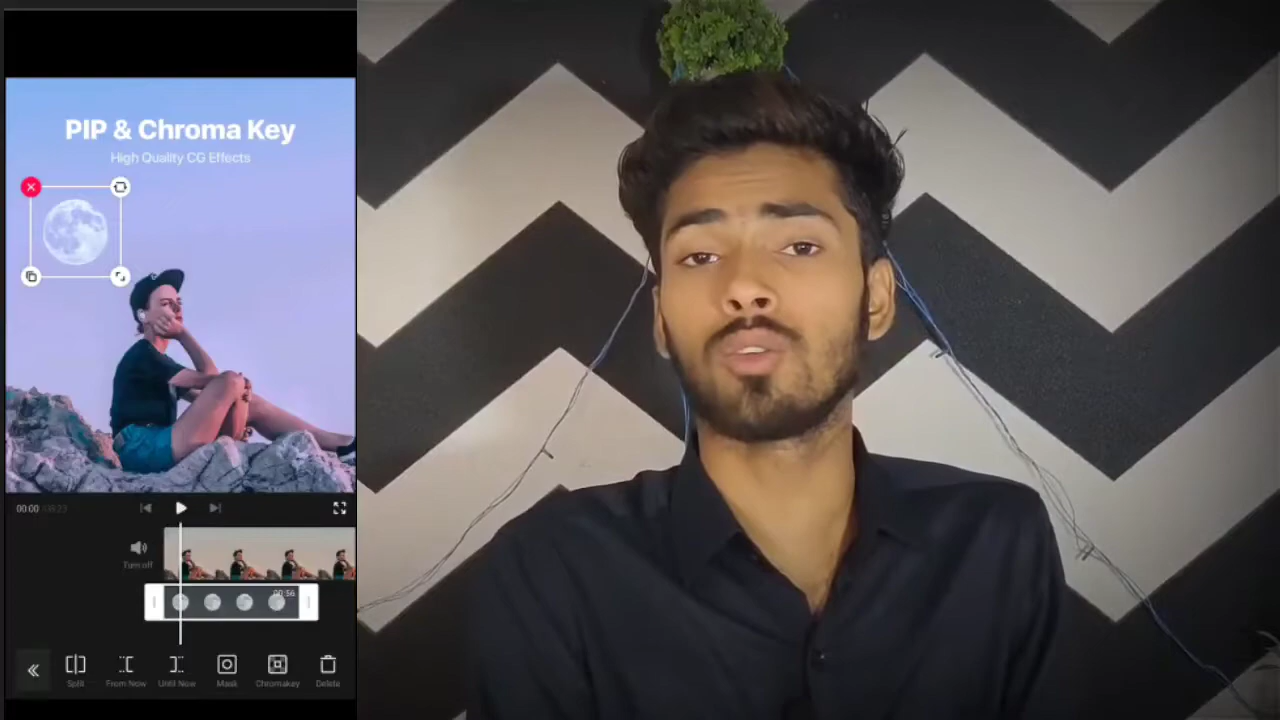 PIP & Chroma Key
High Quality CG Effects
00:00
Turn off
Split
From Now
Until Now
Mask
Chromakey
Delete